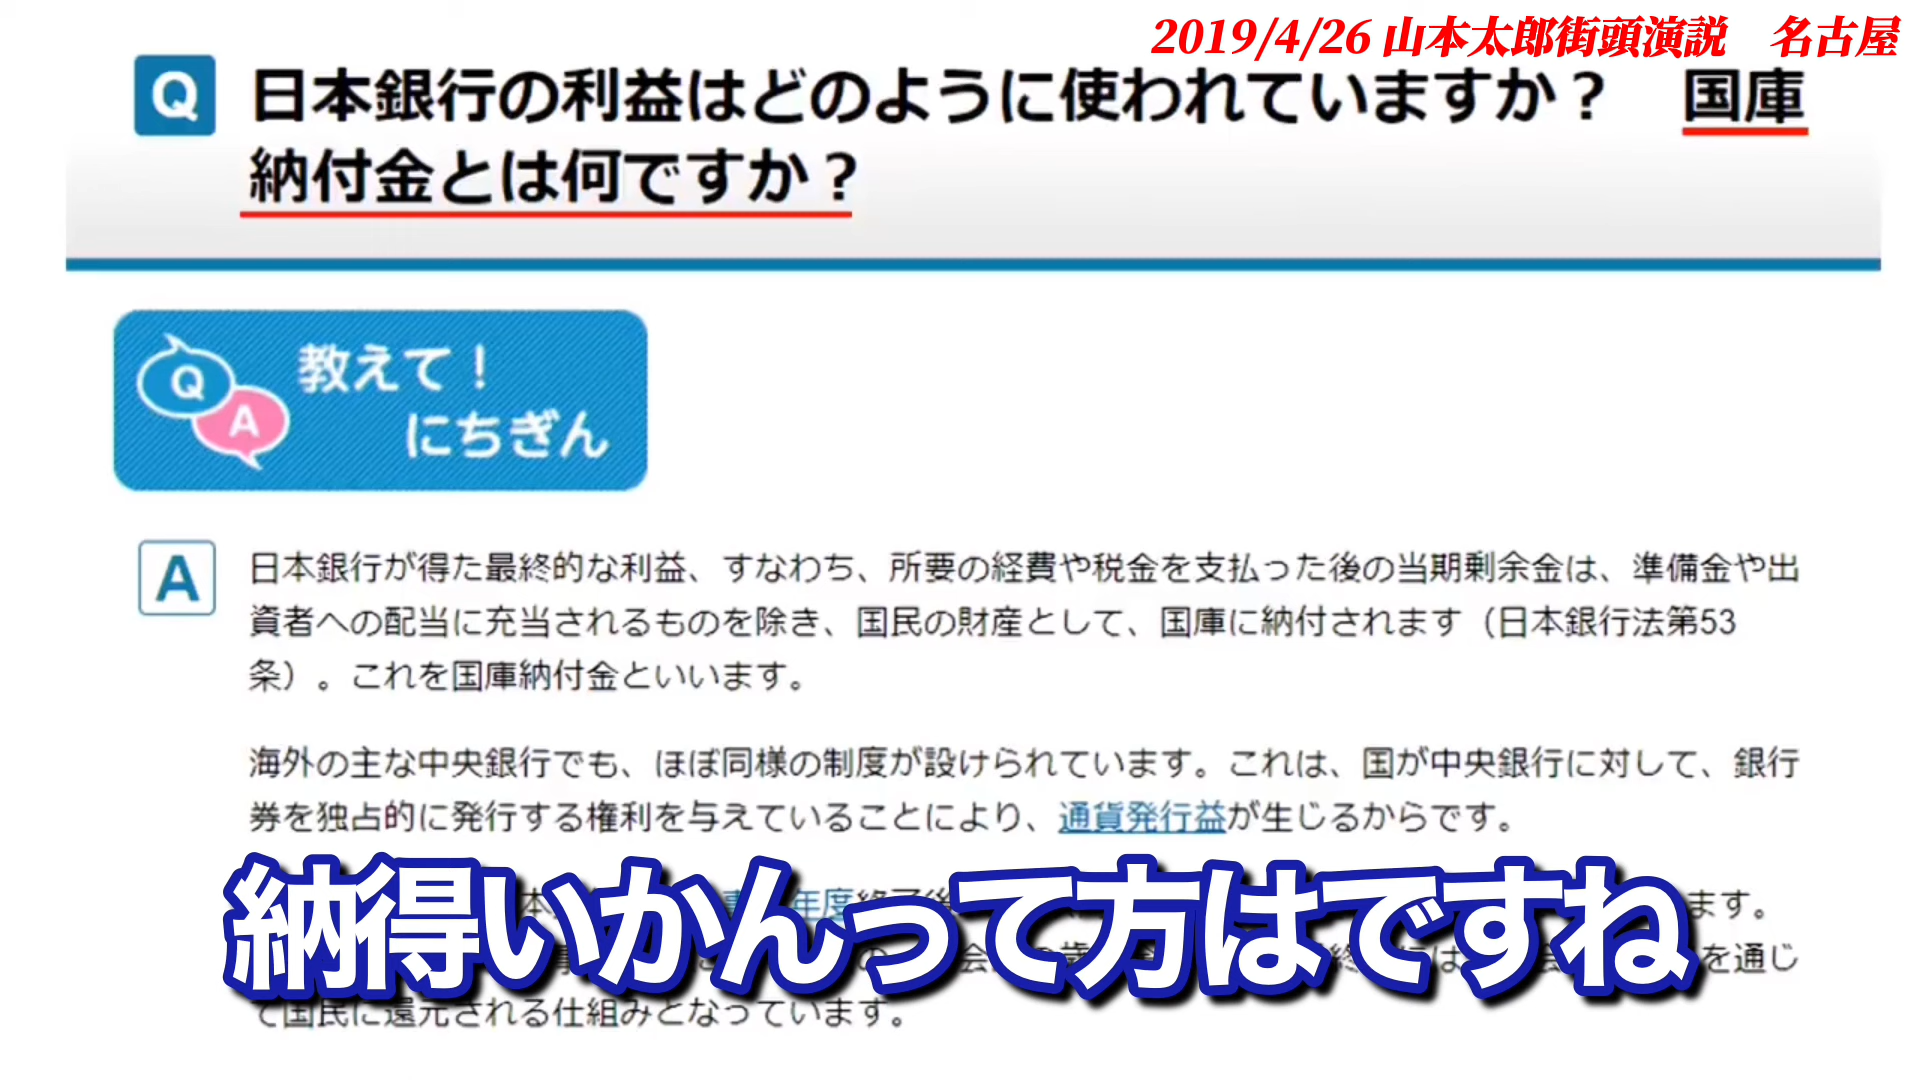 2019/4/26 山本太郎街頭演説　名古屋
Q 日本銀行の利益はどのように使われていますか？　国庫
納付金とは何ですか？
Q 教えて！
A にちぎん
A 日本銀行が得た最終的な利益、すなわち、所要の経費や税金を支払った後の当期剰余金は、準備金や出
資者への配当に充当されるものを除き、国民の財産として、国庫に納付されます（日本銀行法第53
条）。これを国庫納付金といいます。
海外の主な中央銀行でも、ほぼ同様の制度が設けられています。これは、国が中央銀行に対して、銀行
券を独占的に発行する権利を与えていることにより、通貨発行益が生じるからです。
本 年度終了後 ます。
の 会 歳 には を通じ
て国民に還元される仕組みとなっています。
納得いかんって方はですね